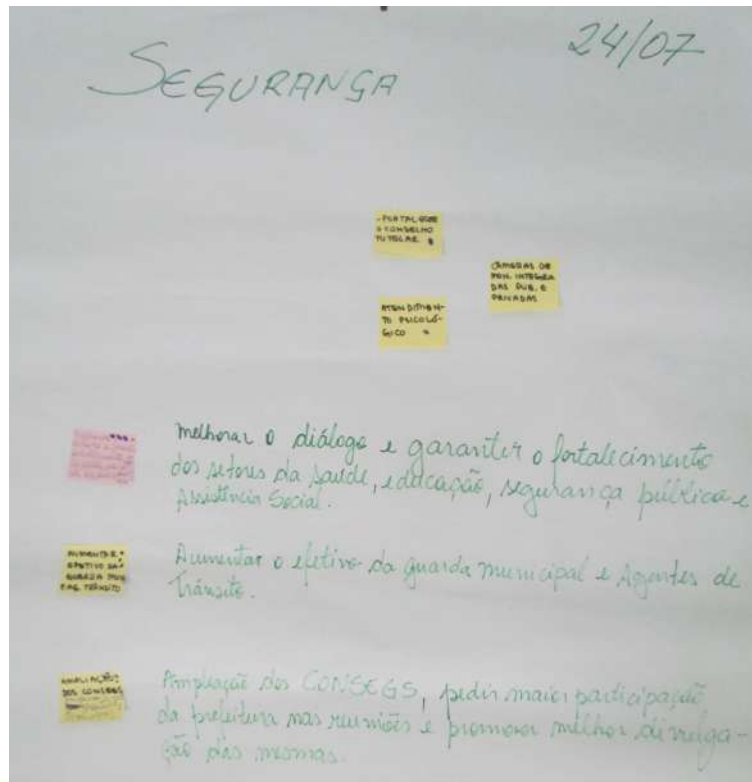 24/07
SEGURANÇA
O CONSELHO
TUTELAR
CÂMERAS DE
MON. INTEGRA
DAS PUB. E
PRIVADAS
ATENDIMEN-
TO PSICOLÓ-
GICO
melhorar o diálogo e garantir o fortalecimento
dos setores da saúde, educação, segurança pública e
Assistência Social.
AUMENTAR
EFETIVO DA
GUARDA
E AG. TRÂNSITO
Aumentar o efetivo da guarda municipal e Agentes de
Trânsito.
AMPLIAÇÃO
DOS CONSEGS
Ampliação dos CONSEGS, pedir maior participação
da prefeitura nas reuniões e promover melhor divulga-
ção das mesmas.